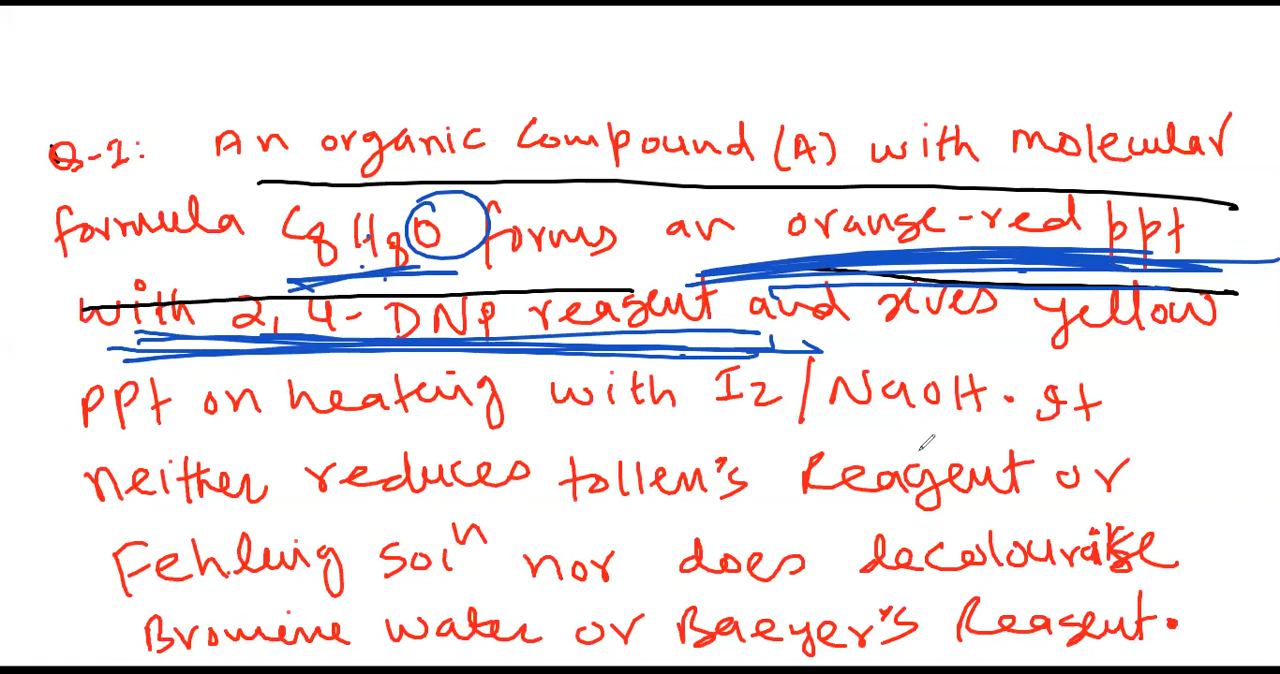 Q-1: An organic compound (A) with molecular
formula C8H8O forms an orange-red ppt
with 2,4-DNP reagent and gives yellow
ppt on heating with I2/NaOH. It
neither reduces tollen's Reagent or
Fehling soln nor does decolourise
Bromine water or Baeyer's Reagent.